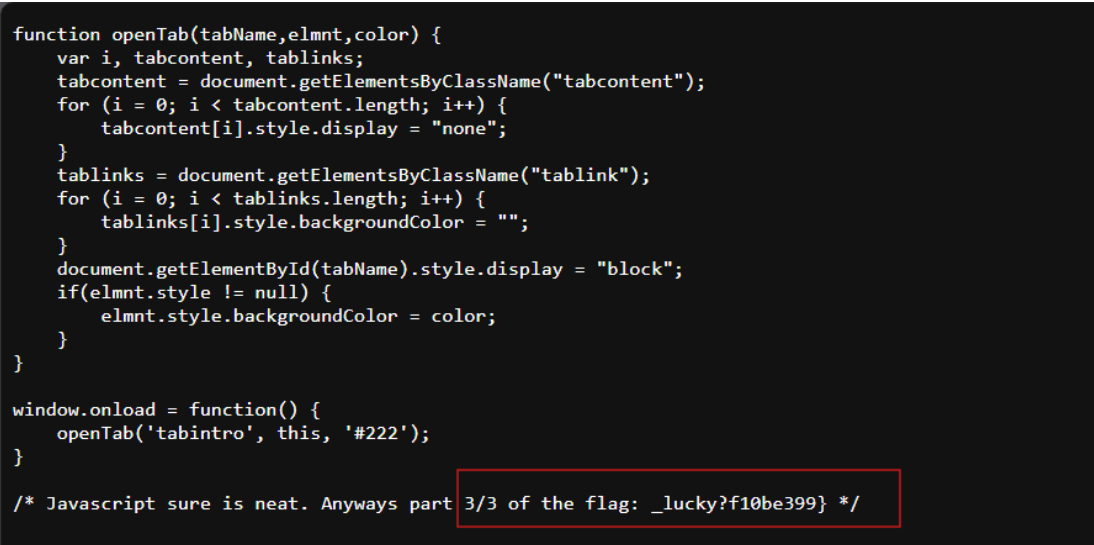 function openTab(tabName,elmnt,color) {
    var i, tabcontent, tablinks;
    tabcontent = document.getElementsByClassName("tabcontent");
    for (i = 0; i < tabcontent.length; i++) {
        tabcontent[i].style.display = "none";
    }
    tablinks = document.getElementsByClassName("tablink");
    for (i = 0; i < tablinks.length; i++) {
        tablinks[i].style.backgroundColor = "";
    }
    document.getElementById(tabName).style.display = "block";
    if(elmnt.style != null) {
        elmnt.style.backgroundColor = color;
    }
}

window.onload = function() {
    openTab('tabintro', this, '#222');
}

/* Javascript sure is neat. Anyways part 3/3 of the flag: _lucky?f10be399} */